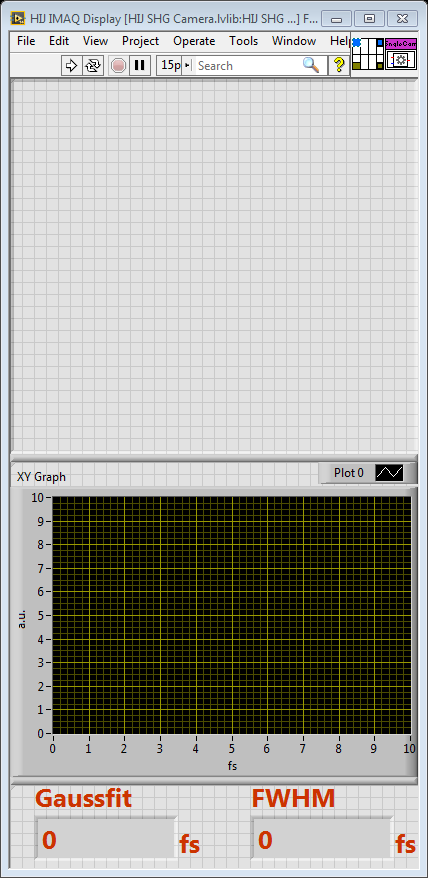 HIJ IMAQ Display [HIJ SHG Camera.lvlib:HIJ SHG ...] F...
File Edit View Project Operate Tools Window Help
15p Search ?
XY Graph
Plot 0
10
9
8
7
6
5
4
3
2
1
0
a.u.
0 1 2 3 4 5 6 7 8 9 10
fs
Gaussfit FWHM
0 fs 0 fs